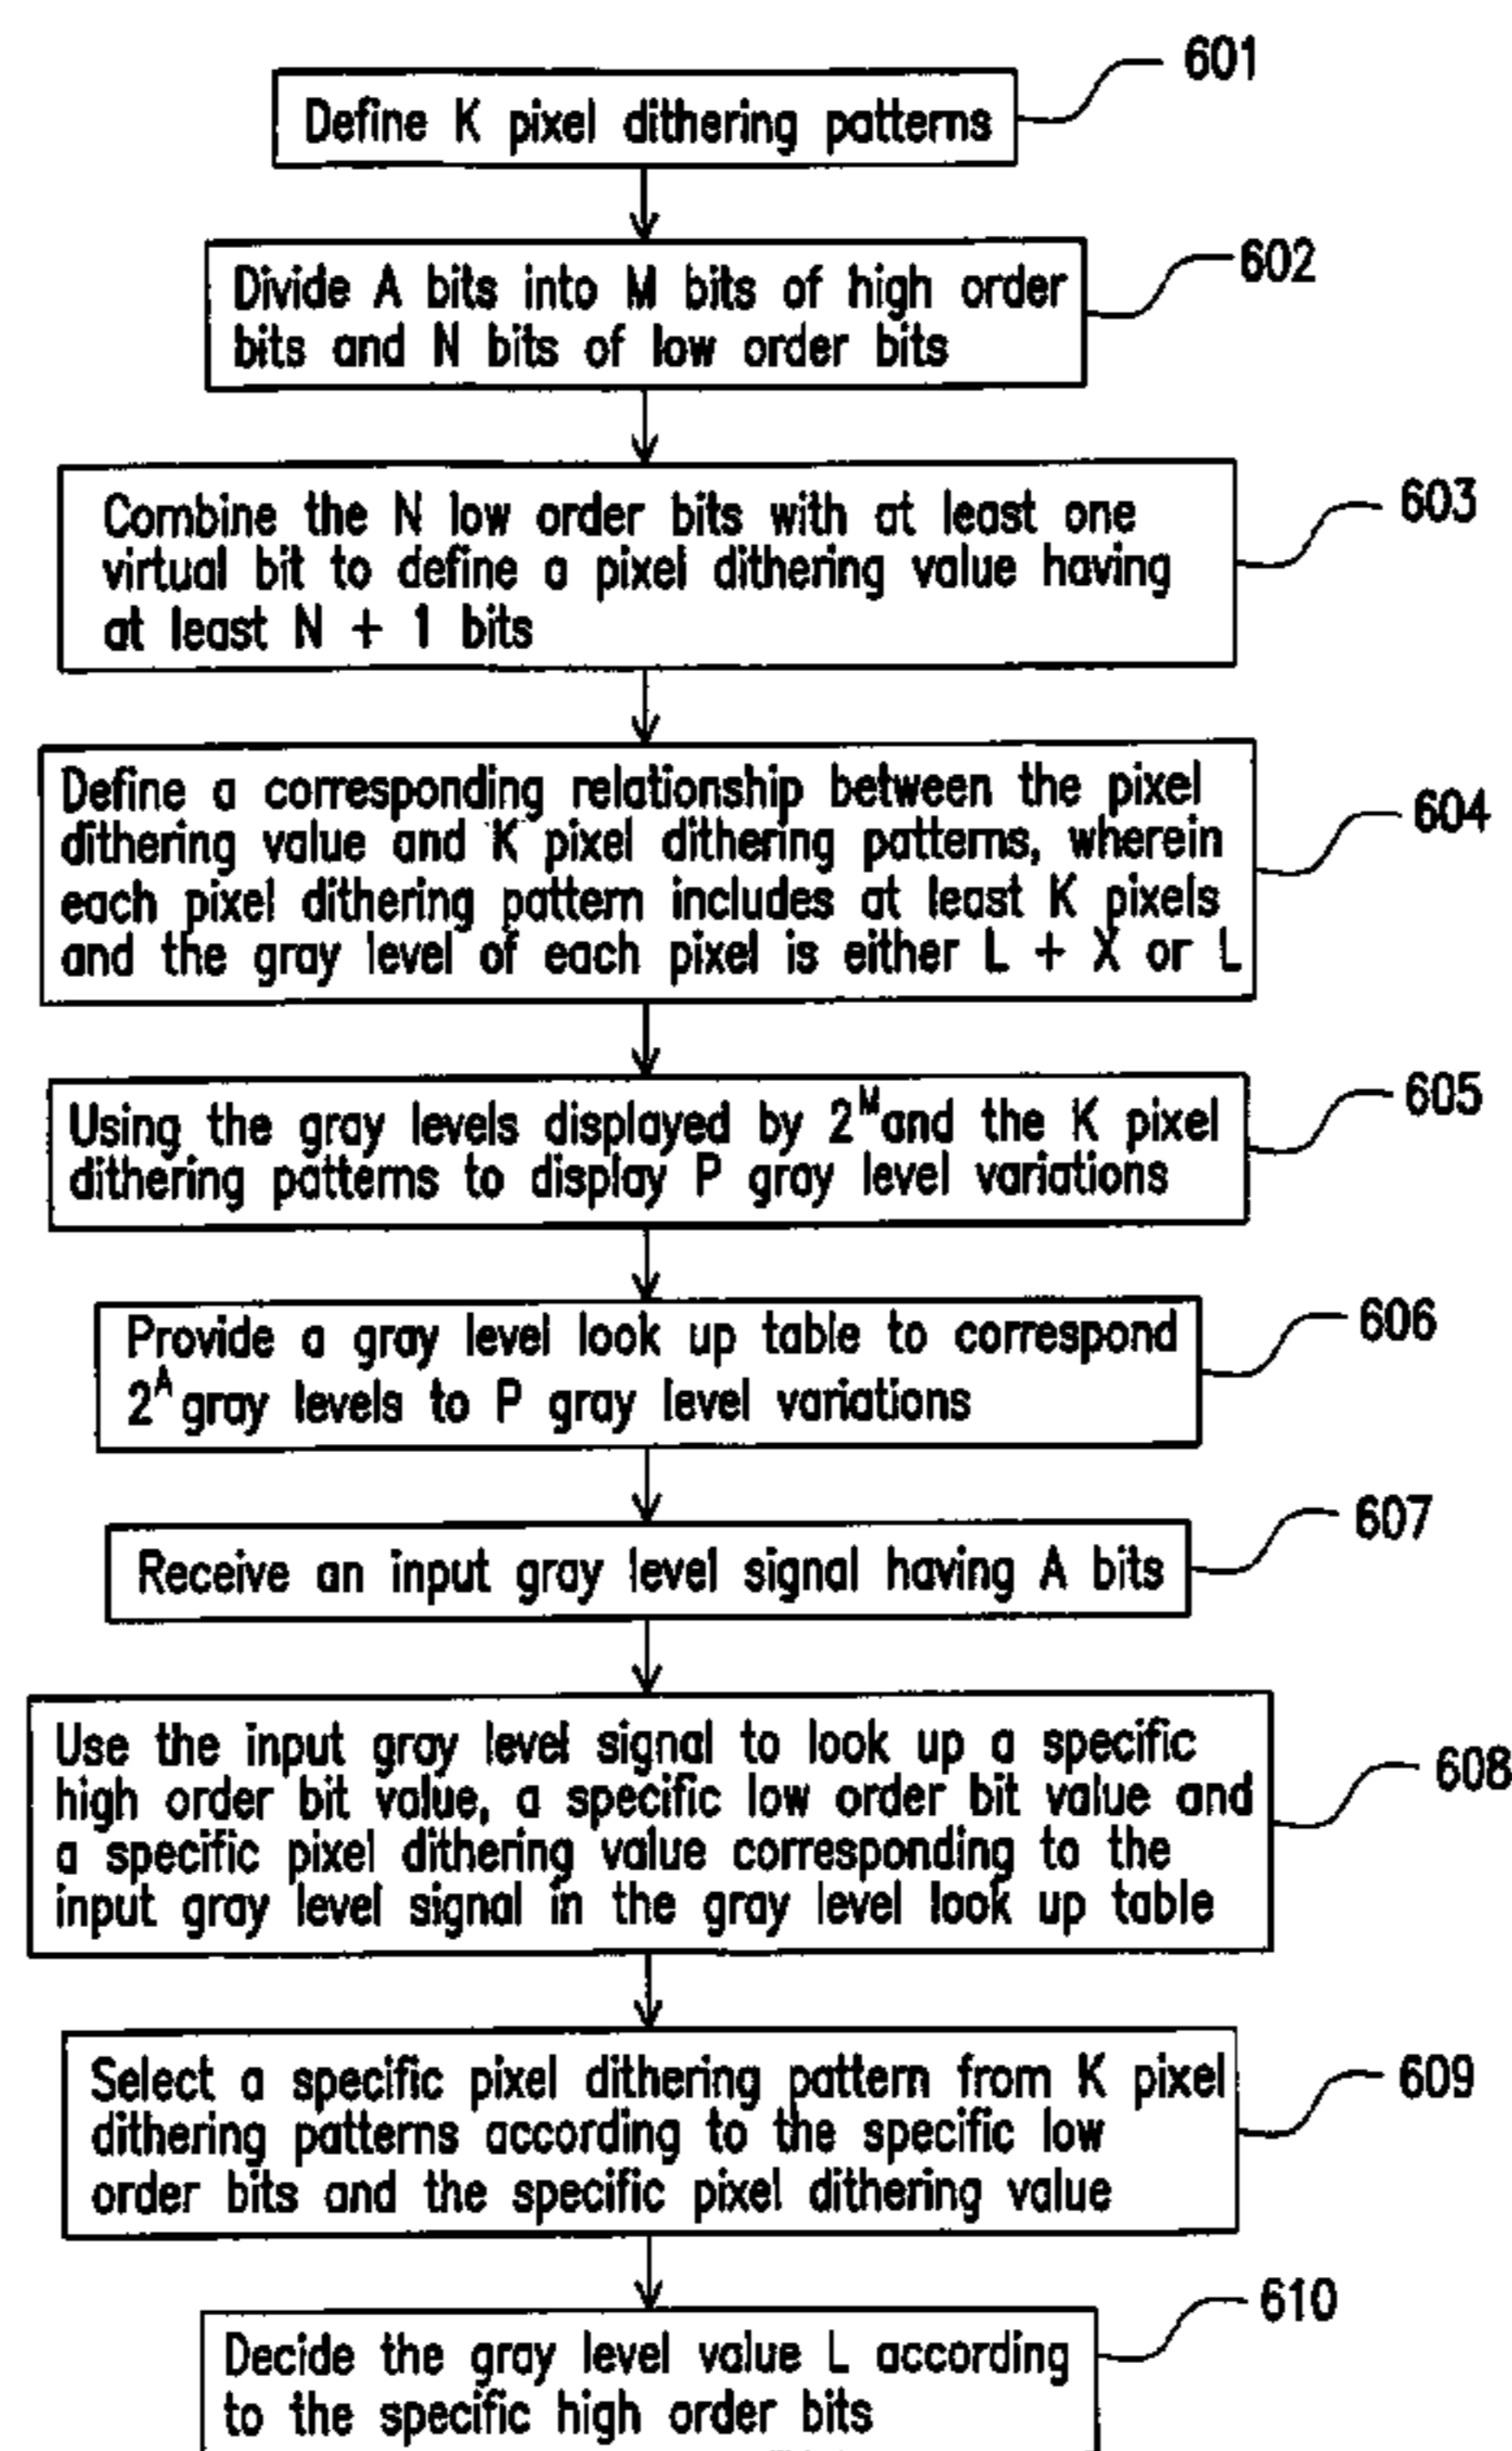 601
Define K pixel dithering patterns
602
Divide A bits into M bits of high order
bits and N bits of low order bits
603
Combine the N low order bits with at least one
virtual bit to define a pixel dithering value having
at least N + 1 bits
604
Define a corresponding relationship between the pixel
dithering value and K pixel dithering patterns, wherein
each pixel dithering pattern includes at least K pixels
and the gray level of each pixel is either L + X or L
605
Using the gray levels displayed by 2^M and the K pixel
dithering patterns to display P gray level variations
606
Provide a gray level look up table to correspond
2^A gray levels to P gray level variations
607
Receive an input gray level signal having A bits
608
Use the input gray level signal to look up a specific
high order bit value, a specific low order bit value and
a specific pixel dithering value corresponding to the
input gray level signal in the gray level look up table
609
Select a specific pixel dithering pattern from K pixel
dithering patterns according to the specific low
order bits and the specific pixel dithering value
610
Decide the gray level value L according
to the specific high order bits